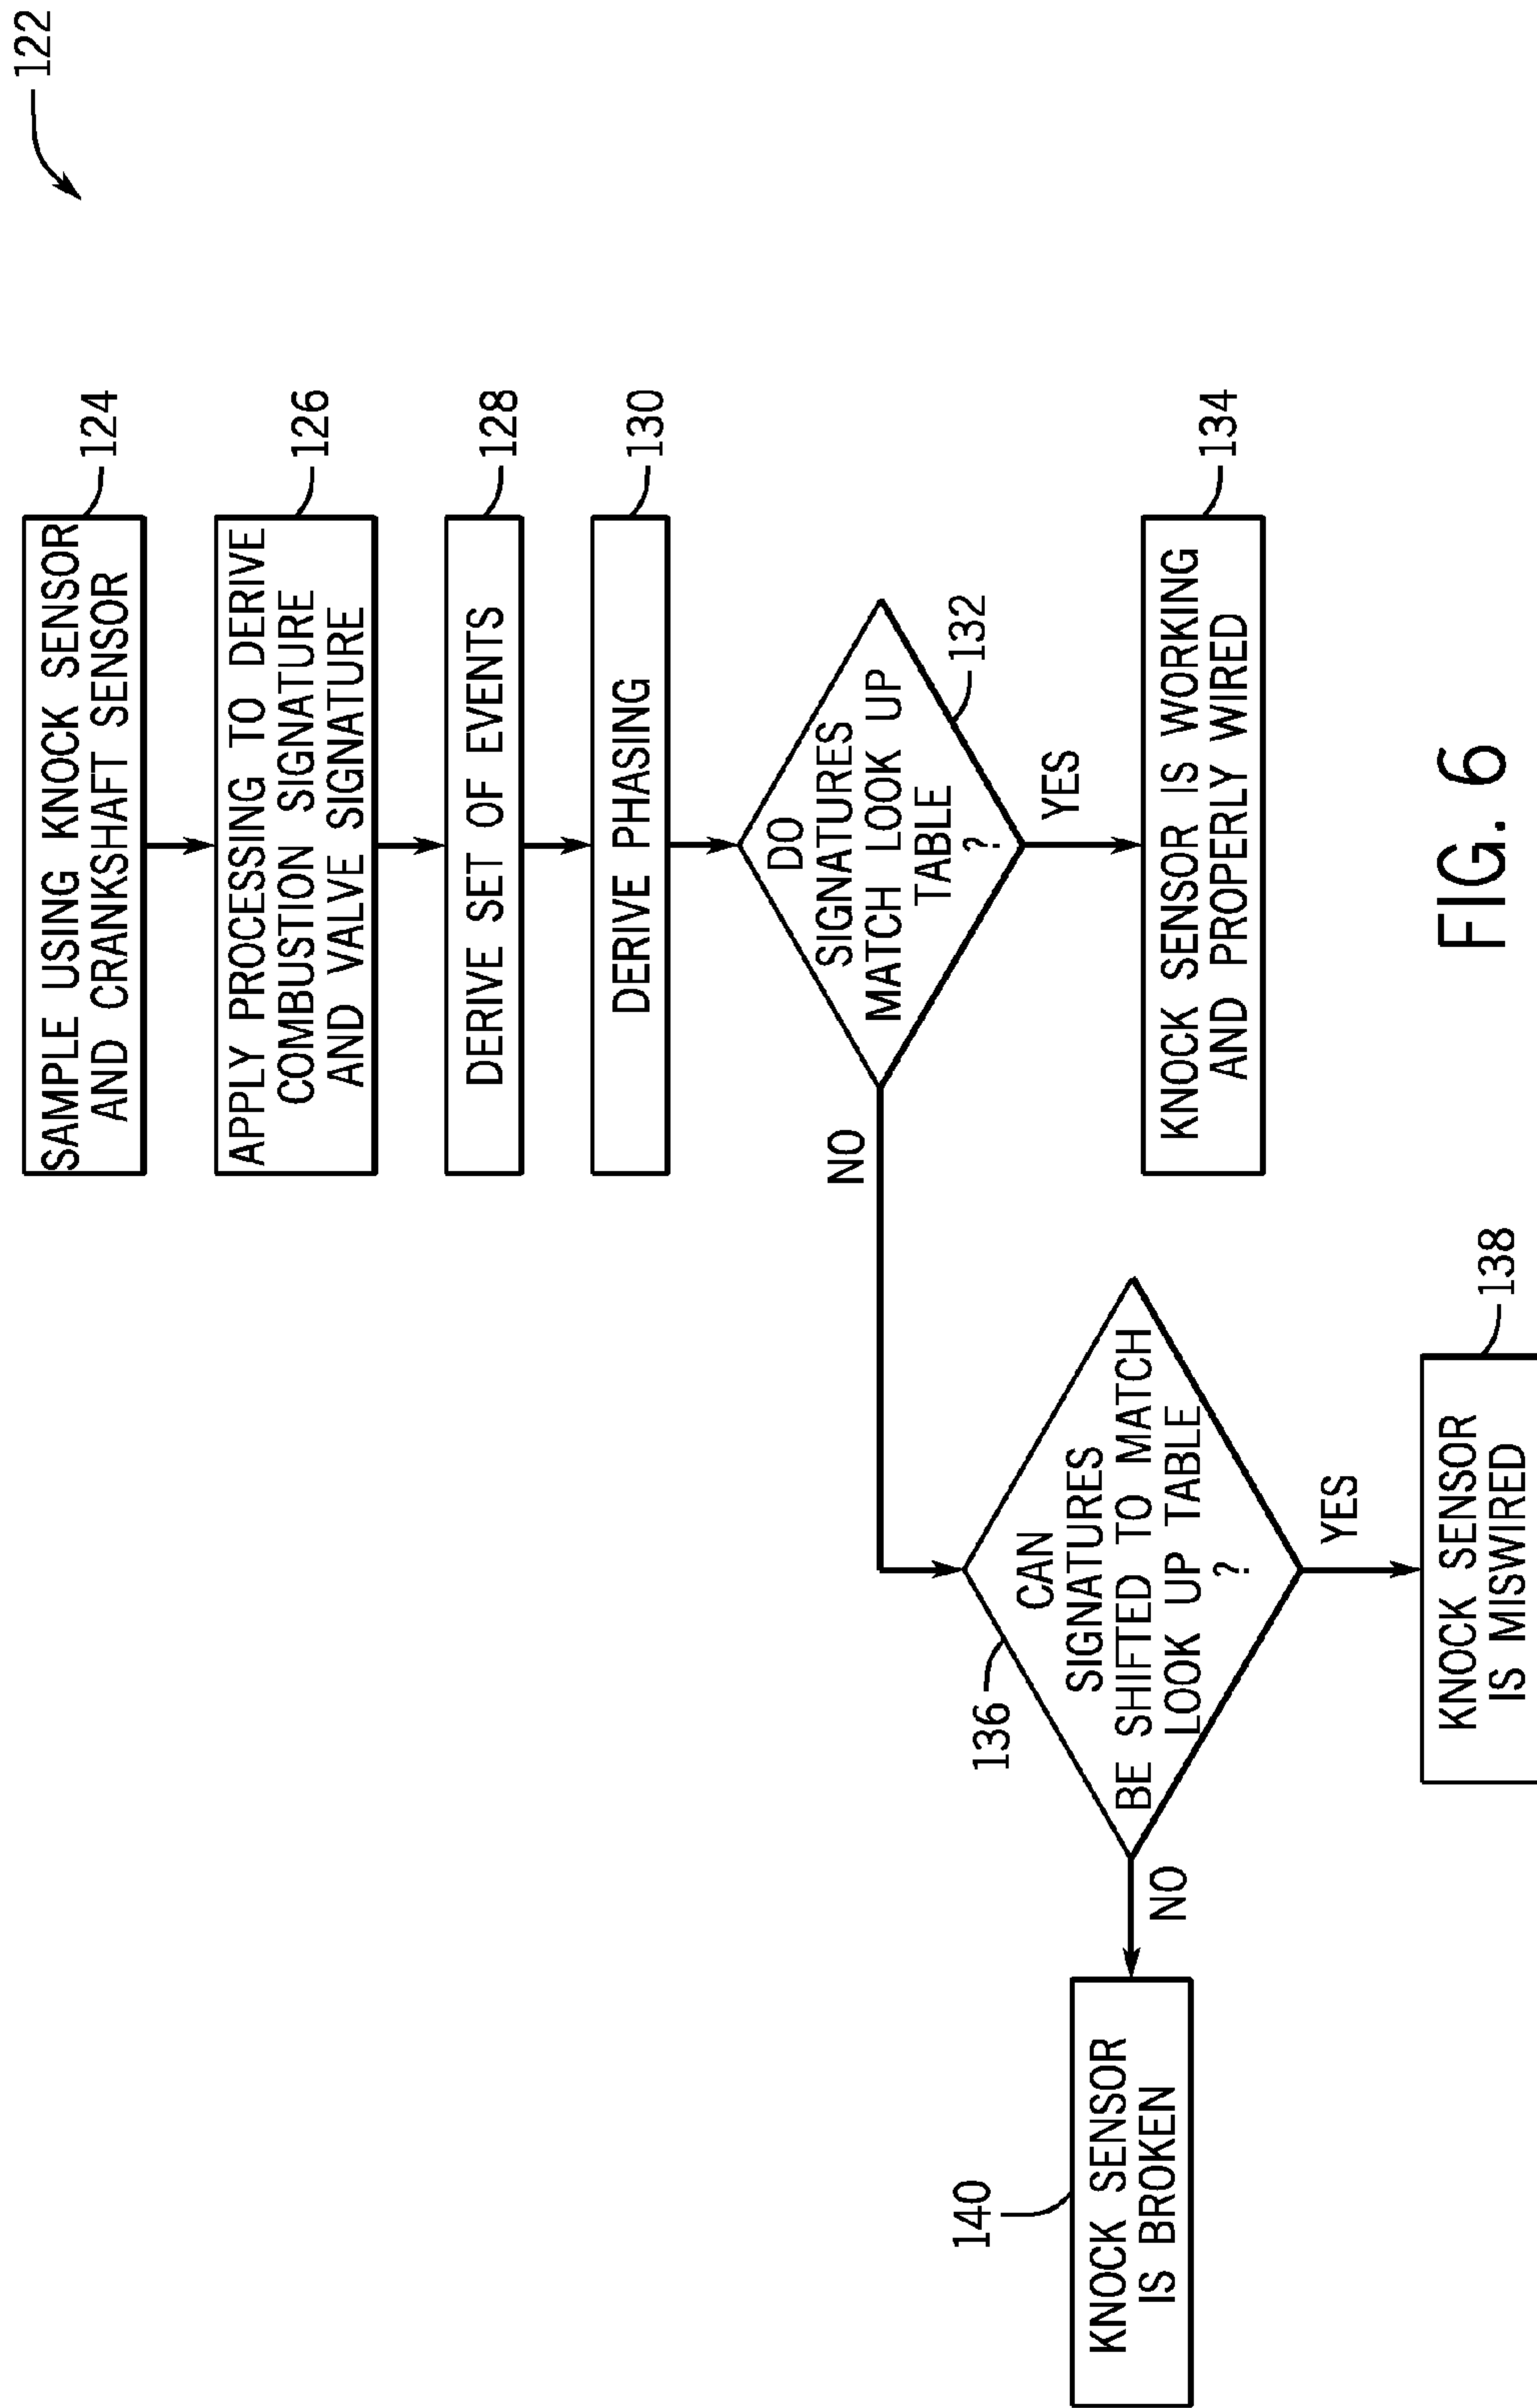 122
SAMPLE USING KNOCK SENSOR
AND CRANKSHAFT SENSOR
124
APPLY PROCESSING TO DERIVE
COMBUSTION SIGNATURE
AND VALVE SIGNATURE
126
DERIVE SET OF EVENTS
128
DERIVE PHASING
130
DO
SIGNATURES
MATCH LOOK UP
TABLE
?
132
NO
YES
KNOCK SENSOR IS WORKING
AND PROPERLY WIRED
134
CAN
SIGNATURES
BE SHIFTED TO MATCH
LOOK UP TABLE
?
136
NO
YES
KNOCK SENSOR
IS MISWIRED
138
KNOCK SENSOR
IS BROKEN
140
FIG. 6